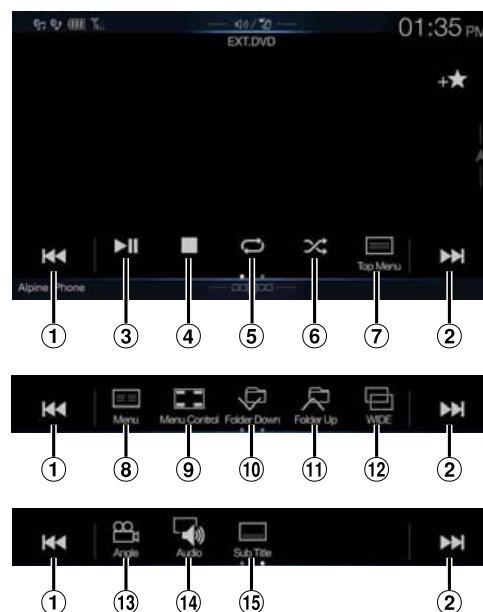 01:35 PM
EXT.DVD
Top Menu
Alpine Phone
1 3 4 5 6 7 2
Menu Menu Control Folder Down Folder Up WIDE
1 8 9 10 11 12 2
Angle Audio Sub Title
1 13 14 15 2